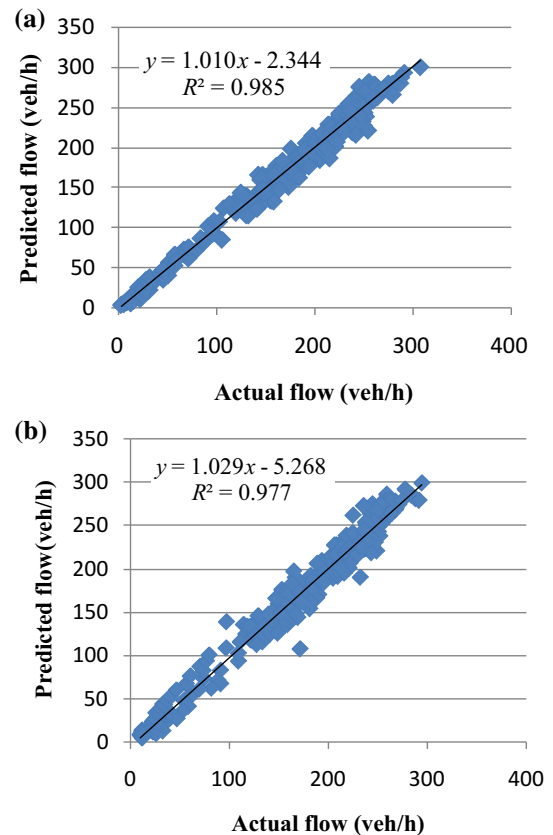 (a)
350
300
250
200
150
100
50
0
Predicted flow (veh/h)
y = 1.010x - 2.344
R² = 0.985
0 100 200 300 400
Actual flow (veh/h)
(b)
350
300
250
200
150
100
50
0
Predicted flow(veh/h)
y = 1.029x - 5.268
R² = 0.977
0 100 200 300 400
Actual flow (veh/h)